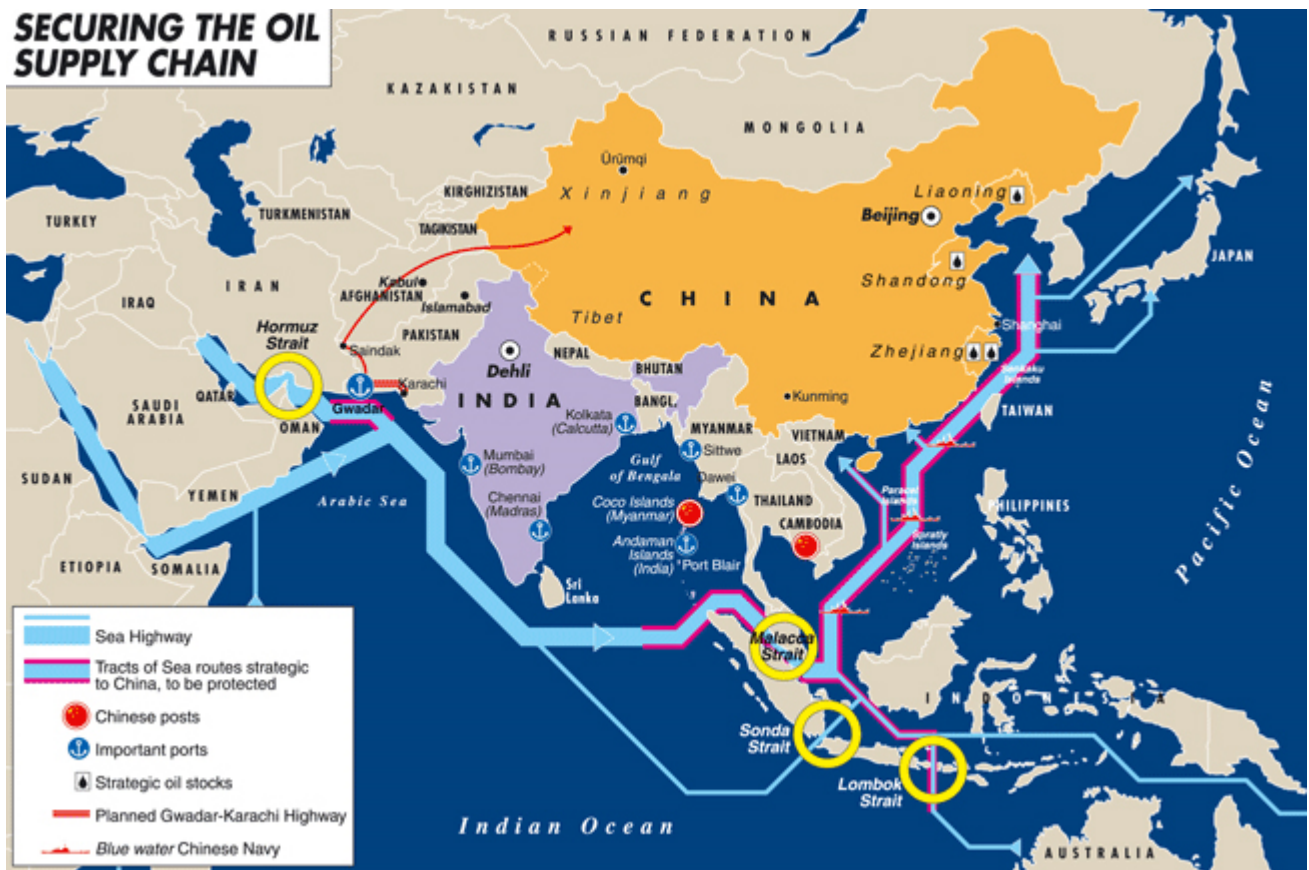 SECURING THE OIL
SUPPLY CHAIN
RUSSIAN FEDERATION
KAZAKISTAN
MONGOLIA
Ürümqi
Xinjiang
KIRGHIZISTAN
Liaoning
Beijing
TURKEY
TURKMENISTAN
TAGIKISTAN
JAPAN
Shandong
IRAQ
IRAN
Kabul
AFGHANISTAN
Islamabad
CHINA
Tibet
Hormuz
Strait
PAKISTAN
Saindak
Shanghai
Zhejiang
NEPAL
Dehli
BHUTAN
Senkaku
Islands
QATAR
Karachi
Gwadar
SAUDI
ARABIA
OMAN
INDIA
BANGL.
Kunming
TAIWAN
Kolkata
(Calcutta)
MYANMAR
VIETNAM
Sittwe
LAOS
Mumbai
(Bombay)
Gulf
of Bengala
SUDAN
YEMEN
Arabic Sea
Dawei
Chennai
(Madras)
Coco Islands
(Myanmar)
THAILAND
Paracel
Islands
PHILIPPINES
CAMBODIA
Spratly
Islands
Andaman
Islands
(India)
Port Blair
ETIOPIA
SOMALIA
Sri
Lanka
Pacific Ocean
Malacca
Strait
INDONESIA
Sonda
Strait
Lombok
Strait
Indian Ocean
AUSTRALIA
Sea Highway
Tracts of Sea routes strategic
to China, to be protected
Chinese posts
Important ports
Strategic oil stocks
Planned Gwadar-Karachi Highway
Blue water Chinese Navy